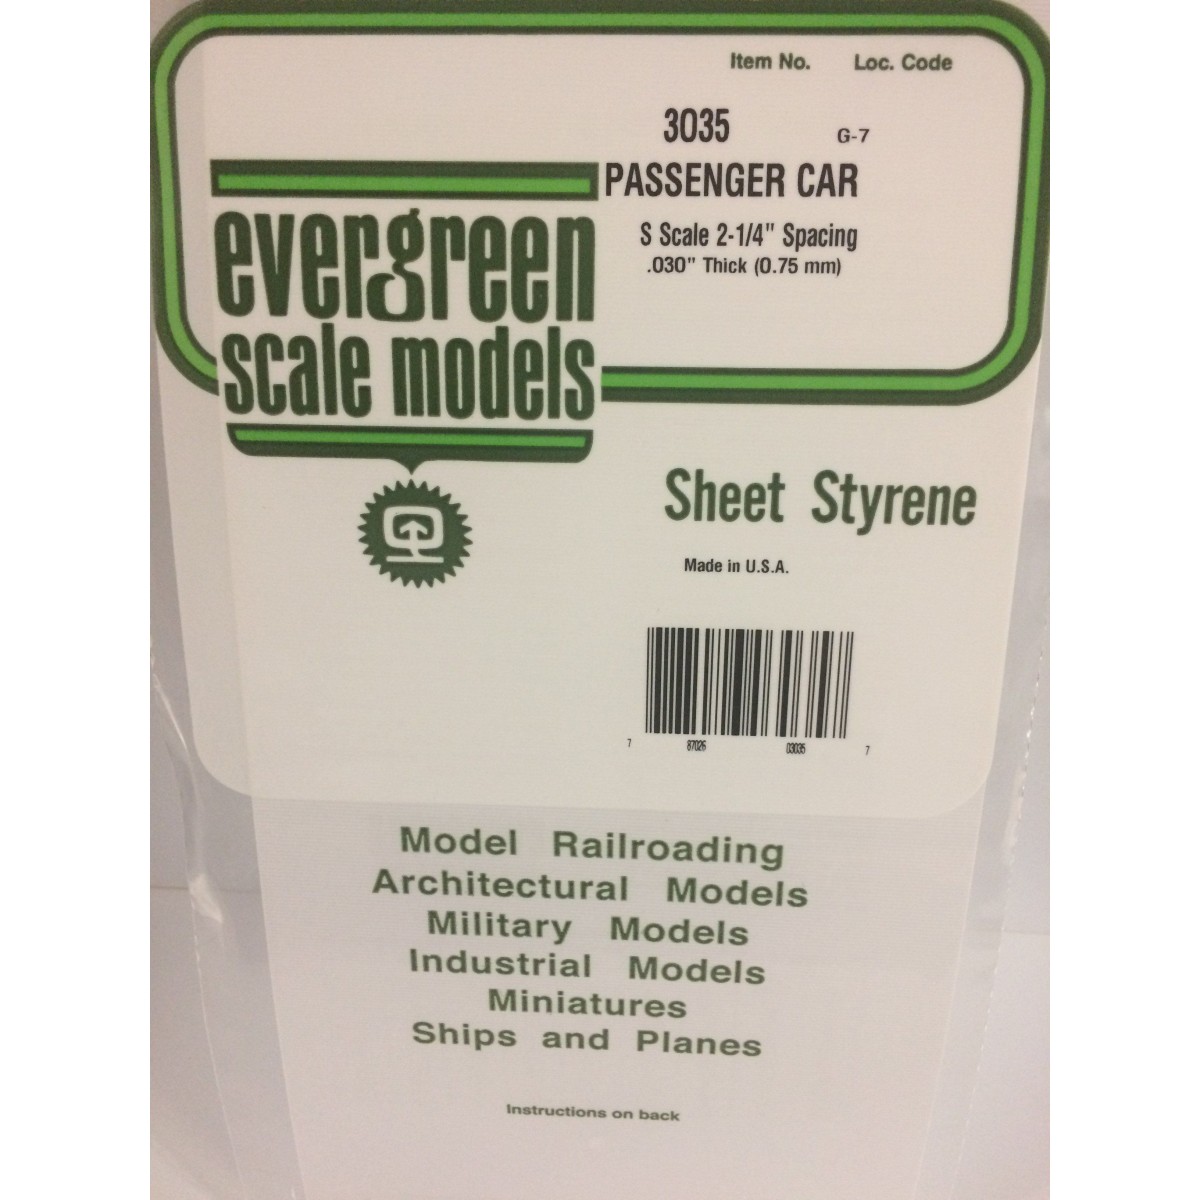 Item No. Loc. Code
3035 G-7
PASSENGER CAR
S Scale 2-1/4" Spacing
.030" Thick (0.75 mm)
evergreen
scale models
Sheet Styrene
Made in U.S.A.
7 87026 03035 7
Model Railroading
Architectural Models
Military Models
Industrial Models
Miniatures
Ships and Planes
Instructions on back